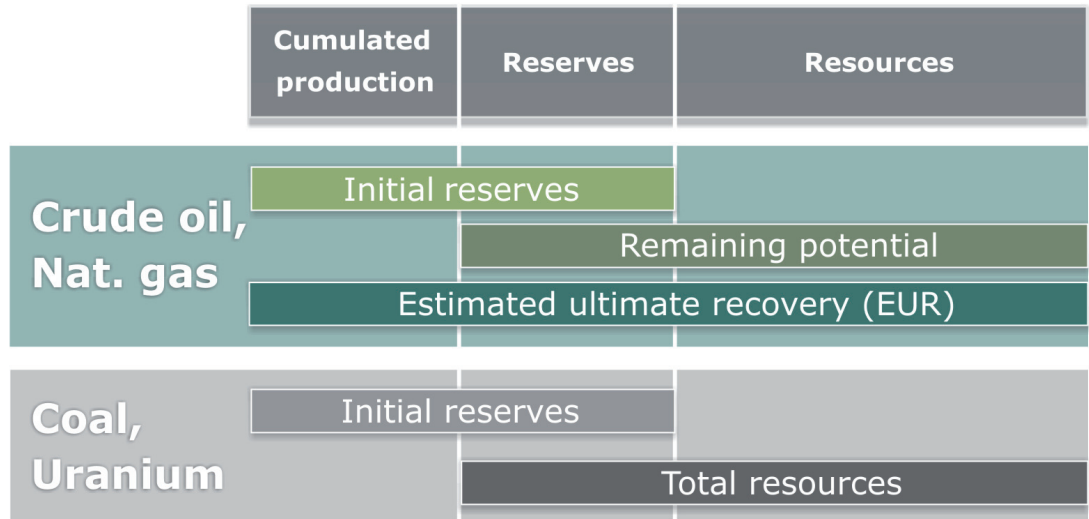 Cumulated
production
Reserves
Resources
Crude oil,
Nat. gas
Initial reserves
Remaining potential
Estimated ultimate recovery (EUR)
Coal,
Uranium
Initial reserves
Total resources